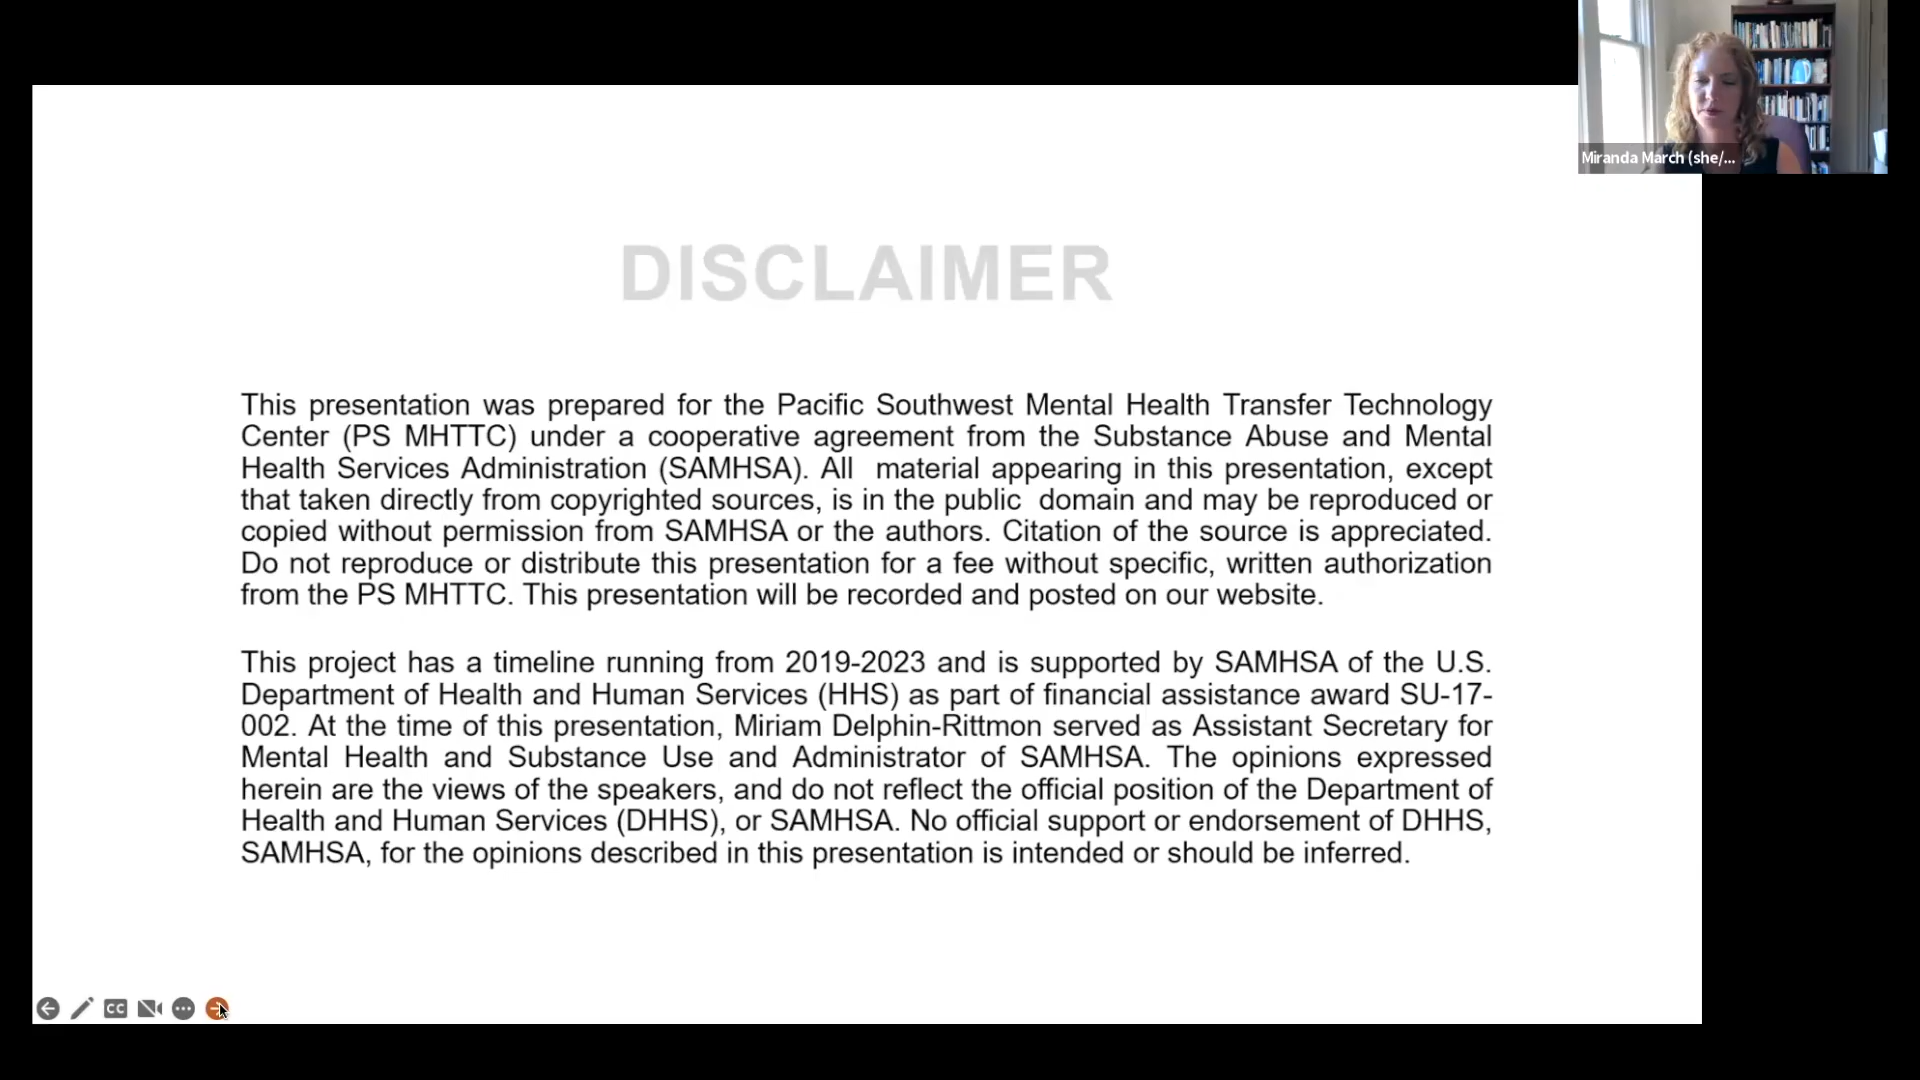 Miranda March (she/...
DISCLAIMER
This presentation was prepared for the Pacific Southwest Mental Health Transfer Technology
Center (PS MHTTC) under a cooperative agreement from the Substance Abuse and Mental
Health Services Administration (SAMHSA). All material appearing in this presentation, except
that taken directly from copyrighted sources, is in the public domain and may be reproduced or
copied without permission from SAMHSA or the authors. Citation of the source is appreciated.
Do not reproduce or distribute this presentation for a fee without specific, written authorization
from the PS MHTTC. This presentation will be recorded and posted on our website.
This project has a timeline running from 2019-2023 and is supported by SAMHSA of the U.S.
Department of Health and Human Services (HHS) as part of financial assistance award SU-17-
002. At the time of this presentation, Miriam Delphin-Rittmon served as Assistant Secretary for
Mental Health and Substance Use and Administrator of SAMHSA. The opinions expressed
herein are the views of the speakers, and do not reflect the official position of the Department of
Health and Human Services (DHHS), or SAMHSA. No official support or endorsement of DHHS,
SAMHSA, for the opinions described in this presentation is intended or should be inferred.
CC